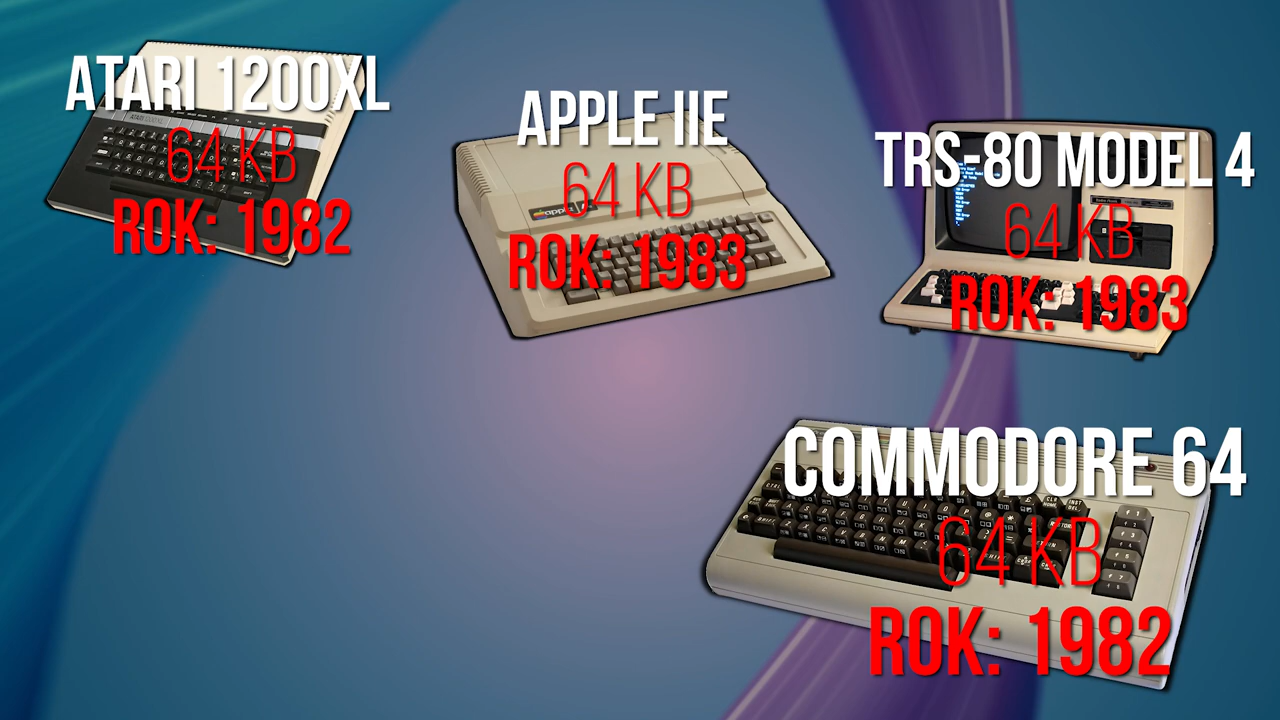 ATARI 1200XL
64 KB
ROK: 1982
APPLE IIE
64 KB
ROK: 1983
TRS-80 MODEL 4
64 KB
ROK: 1983
COMMODORE 64
64 KB
ROK: 1982